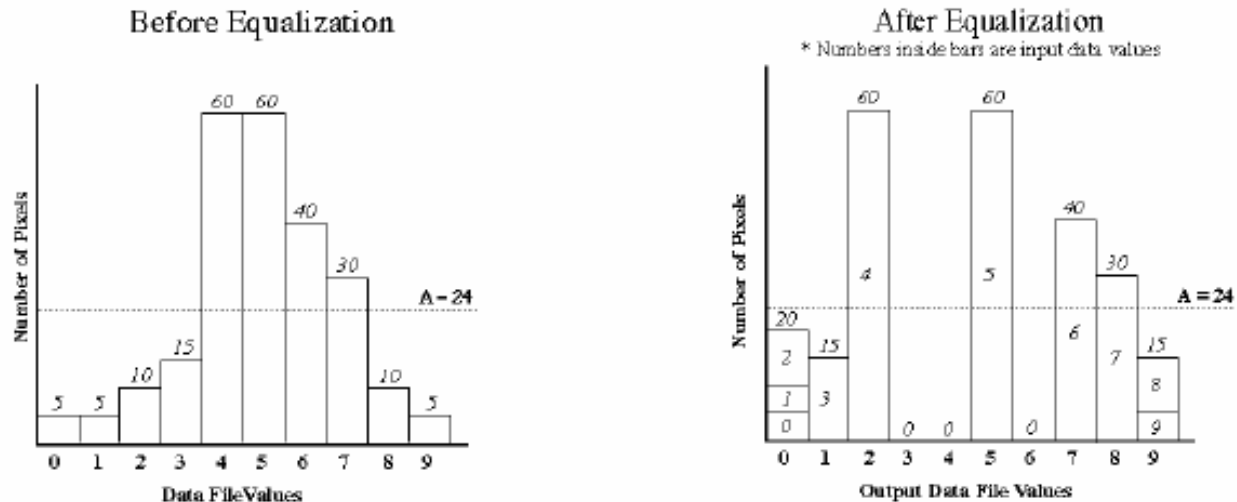 Before Equalization
60 60
40
30
A = 24
15
10 10
5 5 5
Number of Pixels
0 1 2 3 4 5 6 7 8 9
Data FileValues
After Equalization
* Numbers inside bars are input data values
60 60
40
30
A = 24
20
15 15
4 5
6
7
2
1
0
3
8
9
0 0 0
Number of Pixels
0 1 2 3 4 5 6 7 8 9
Output Data File Values